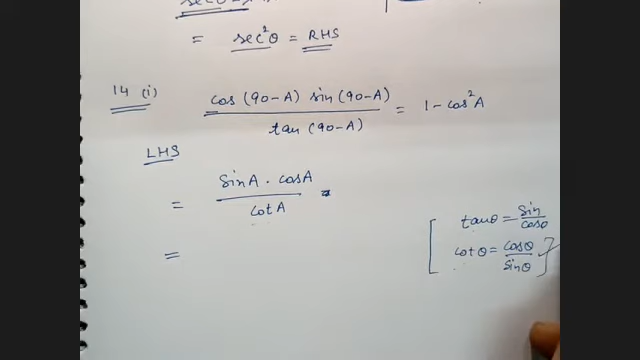 = sec²θ = RHS
14 (i) cos (90-A) sin (90-A) / tan (90-A) = 1 - cos²A
LHS
= sinA . cosA / cotA
=
[ tanθ = sin / cosθ
cotθ = cosθ / sinθ ]